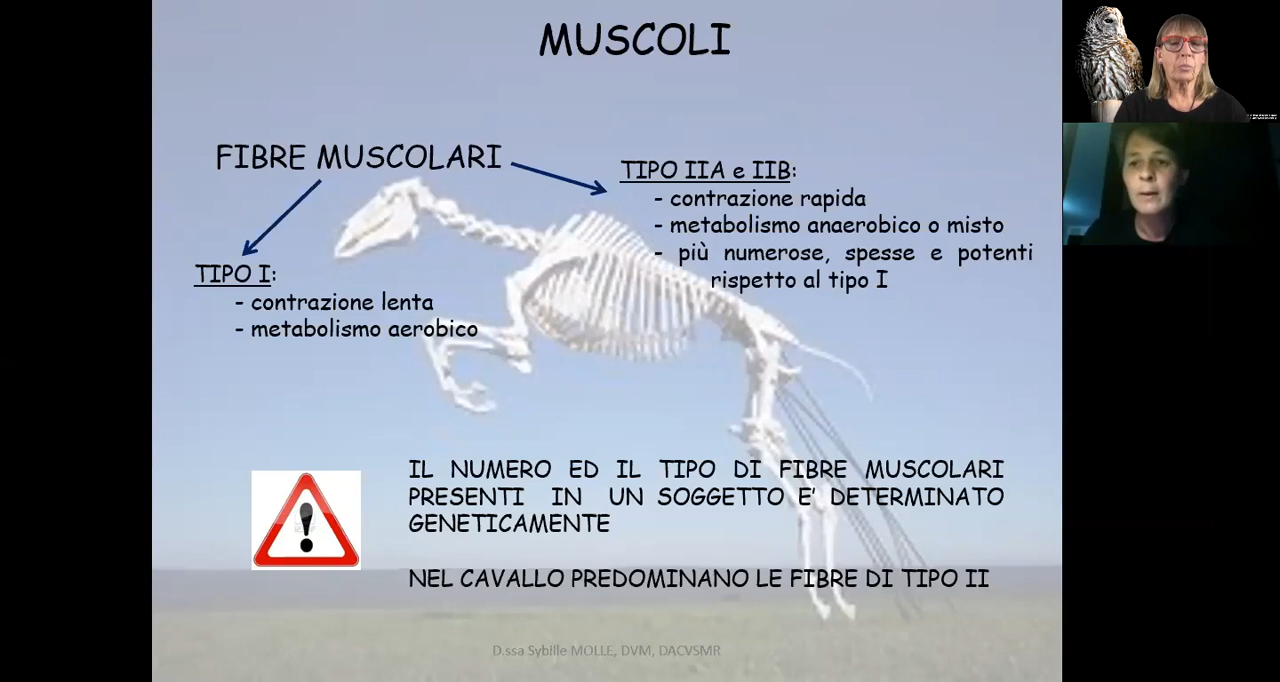 MUSCOLI
FIBRE MUSCOLARI
TIPO I:
- contrazione lenta
- metabolismo aerobico
TIPO IIA e IIB:
- contrazione rapida
- metabolismo anaerobico o misto
- più numerose, spesse e potenti
rispetto al tipo I
IL NUMERO ED IL TIPO DI FIBRE MUSCOLARI
PRESENTI IN UN SOGGETTO E' DETERMINATO
GENETICAMENTE
NEL CAVALLO PREDOMINANO LE FIBRE DI TIPO II
D.ssa Sybille MOLLE, DVM, DACVSMR